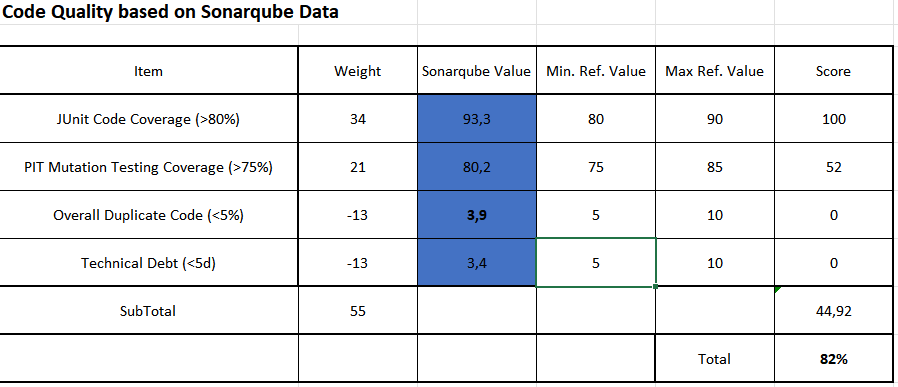 Code Quality based on Sonarqube Data
Item Weight Sonarqube Value Min. Ref. Value Max Ref. Value Score
JUnit Code Coverage (>80%) 34 93,3 80 90 100
PIT Mutation Testing Coverage (>75%) 21 80,2 75 85 52
Overall Duplicate Code (<5%) -13 3,9 5 10 0
Technical Debt (<5d) -13 3,4 5 10 0
SubTotal 55 44,92
Total 82%